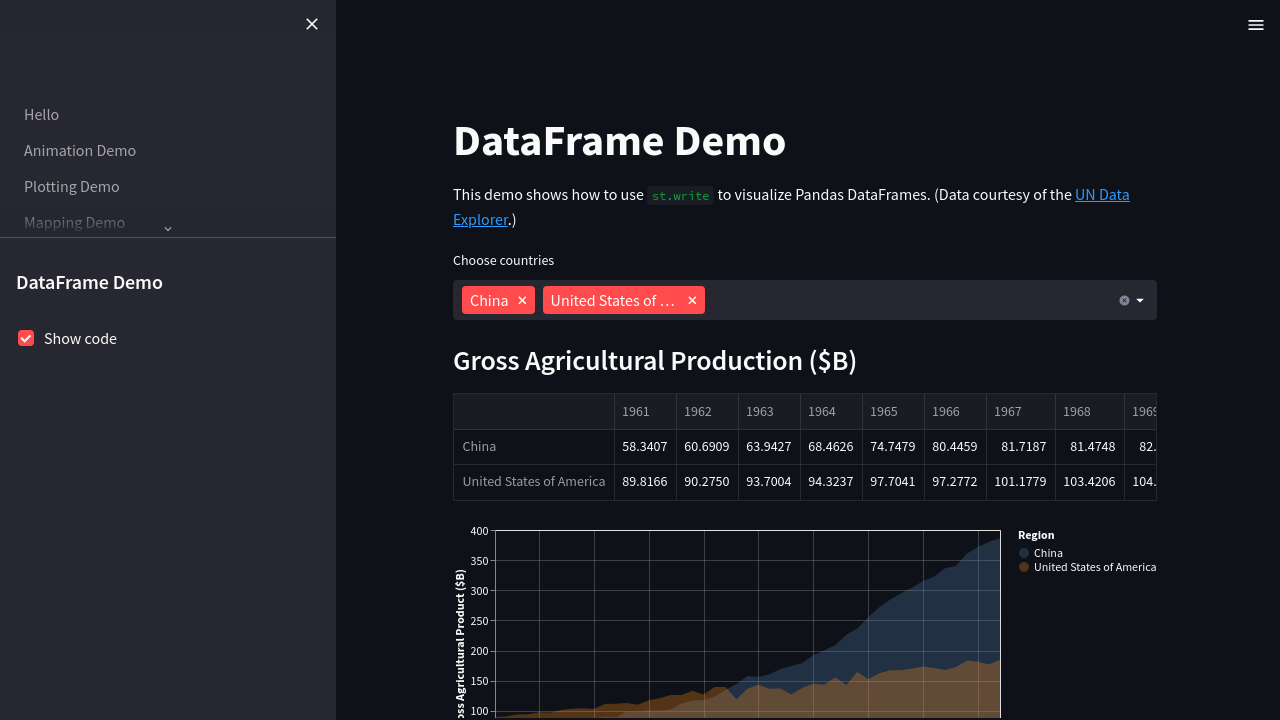 Hello
Animation Demo
Plotting Demo
Mapping Demo
DataFrame Demo
Show code
DataFrame Demo
This demo shows how to use st.write to visualize Pandas DataFrames. (Data courtesy of the UN Data
Explorer.)
Choose countries
China United States of …
Gross Agricultural Production ($B)
1961 1962 1963 1964 1965 1966 1967 1968 1969
China 58.3407 60.6909 63.9427 68.4626 74.7479 80.4459 81.7187 81.4748 82.
United States of America 89.8166 90.2750 93.7004 94.3237 97.7041 97.2772 101.1779 103.4206 104.
400
350
300
250
200
150
100
oss Agricultural Product ($B)
Region
China
United States of America